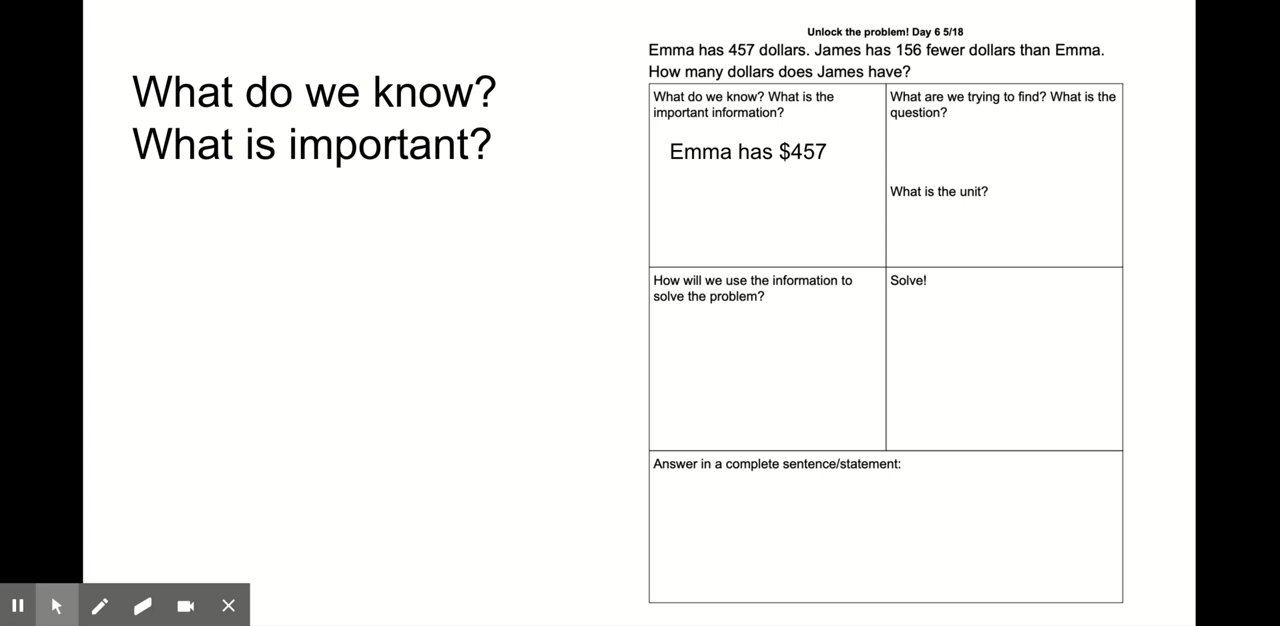 What do we know?
What is important?
Unlock the problem! Day 6 5/18
Emma has 457 dollars. James has 156 fewer dollars than Emma.
How many dollars does James have?
What do we know? What is the
important information?
Emma has $457
What are we trying to find? What is the
question?
What is the unit?
How will we use the information to
solve the problem?
Solve!
Answer in a complete sentence/statement: